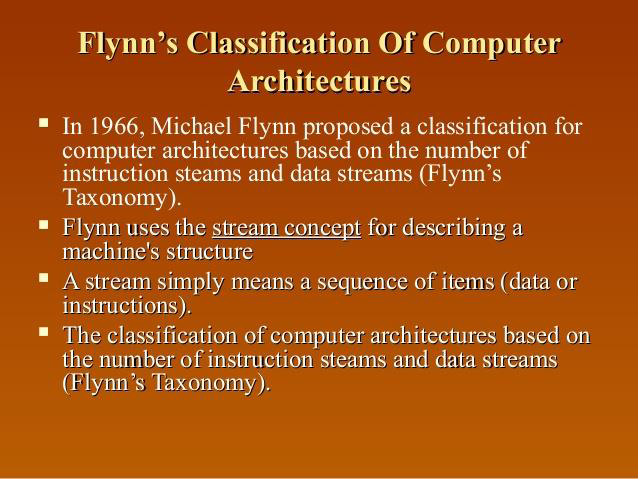 Flynn’s Classification Of Computer
Architectures
In 1966, Michael Flynn proposed a classification for
computer architectures based on the number of
instruction steams and data streams (Flynn’s
Taxonomy).
Flynn uses the stream concept for describing a
machine's structure
A stream simply means a sequence of items (data or
instructions).
The classification of computer architectures based on
the number of instruction steams and data streams
(Flynn’s Taxonomy).